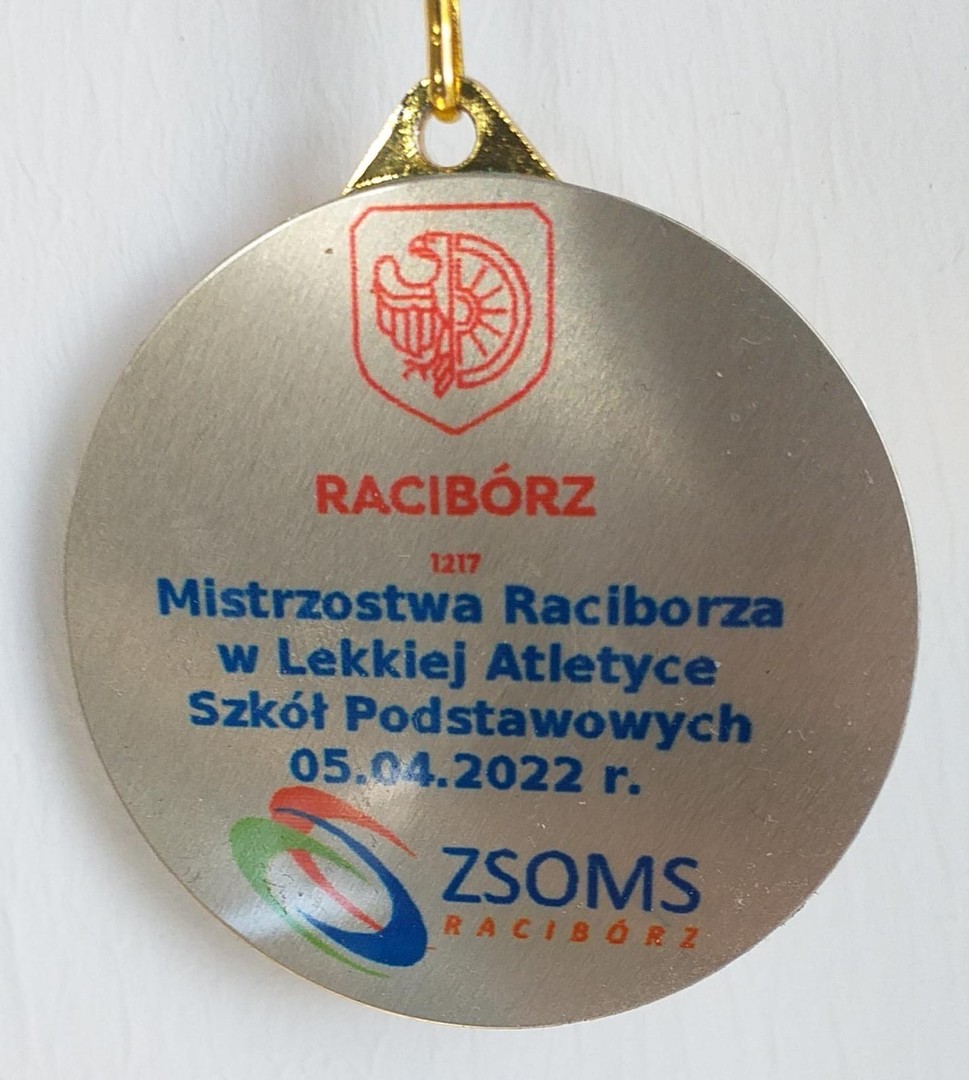 RACIBÓRZ
1217
Mistrzostwa Raciborza
w Lekkiej Atletyce
Szkół Podstawowych
05.04.2022 r.
ZSOMS
RACIBÓRZ